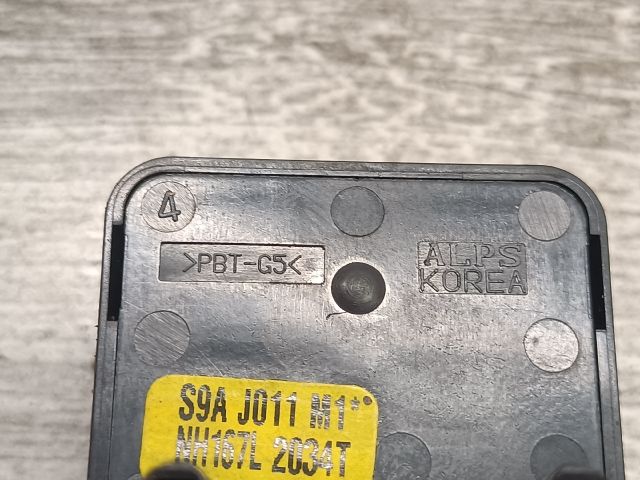 4
>PBT-G5<
ALPS
KOREA
S9A J011 M1*
NH167L 2034T